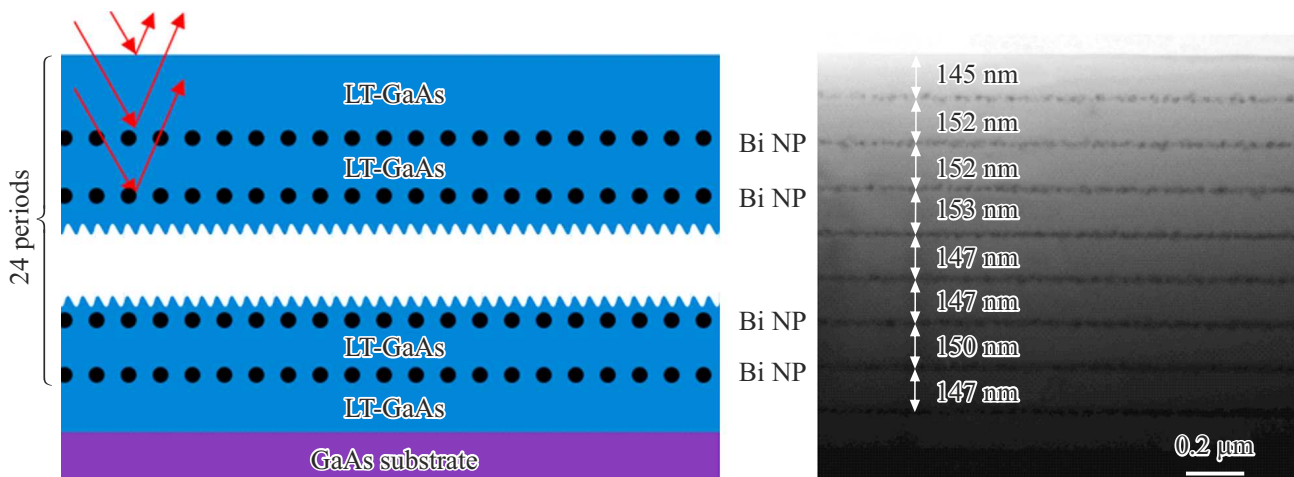 24 periods
LT-GaAs
Bi NP
LT-GaAs
Bi NP
Bi NP
LT-GaAs
Bi NP
LT-GaAs
GaAs substrate
145 nm
152 nm
152 nm
153 nm
147 nm
147 nm
150 nm
147 nm
0.2 μm